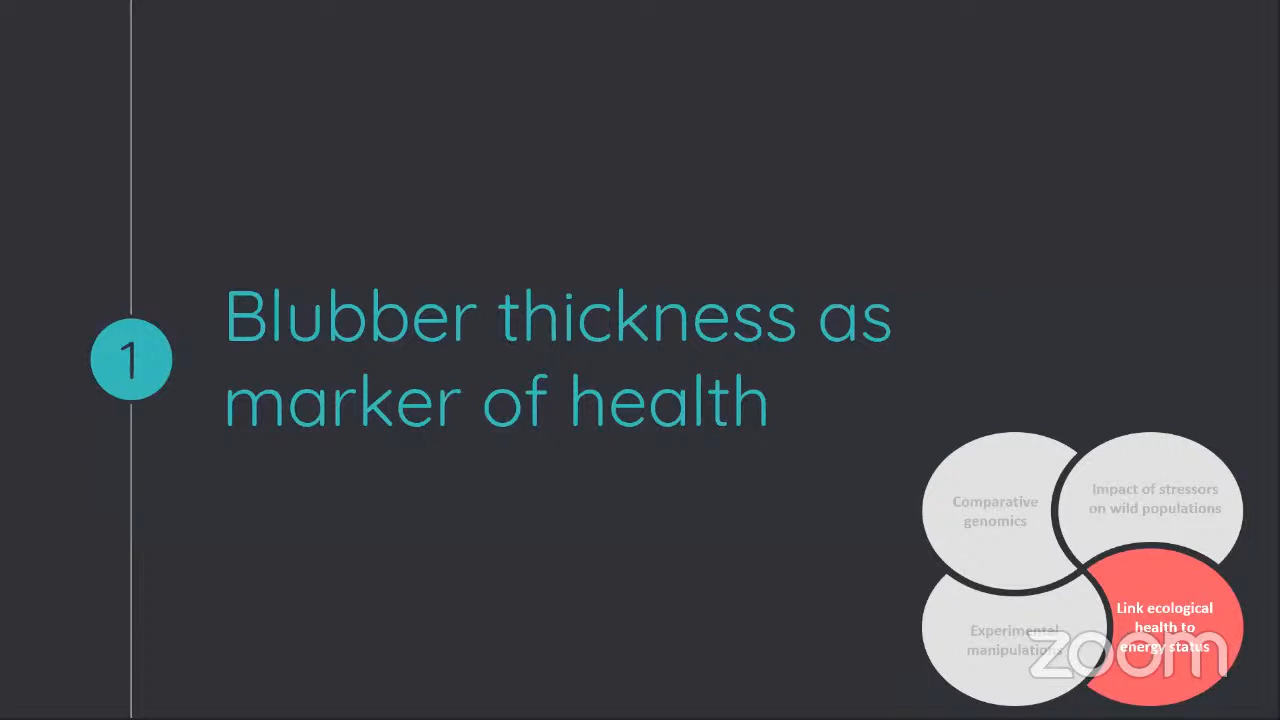 1
Blubber thickness as
marker of health
Comparative
genomics
Impact of stressors
on wild populations
Experimental
manipulations
Link ecological
health to
energy status
zoom